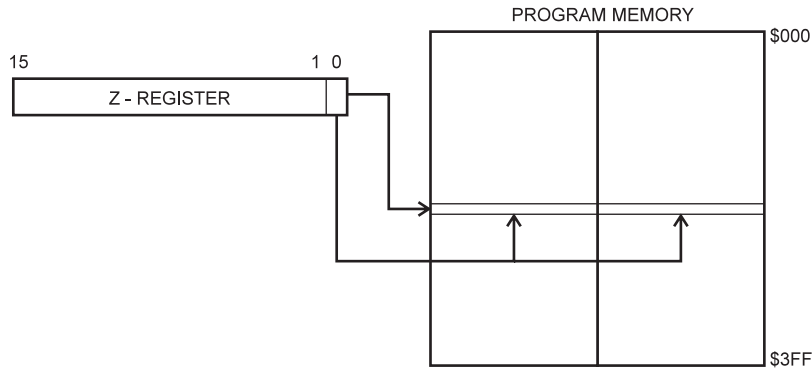 PROGRAM MEMORY
$000
15 1 0
Z - REGISTER
$3FF